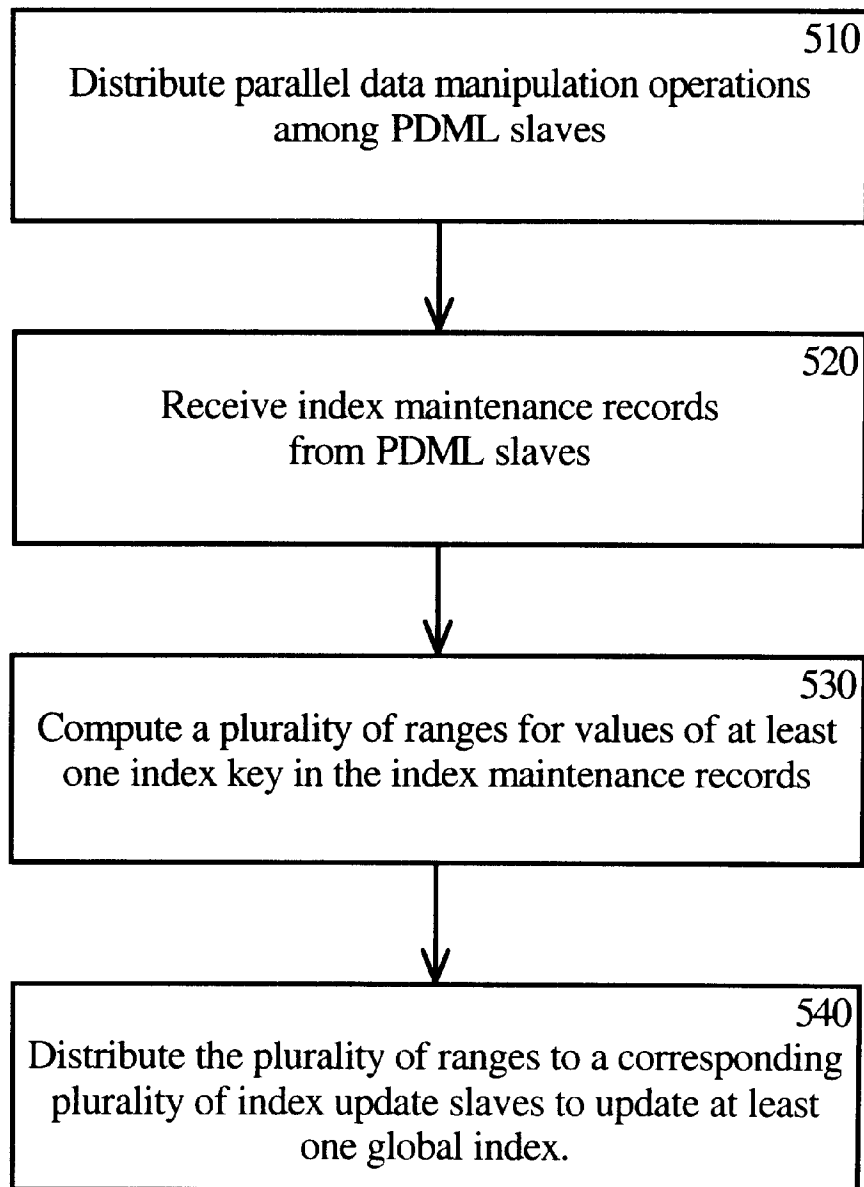 510
Distribute parallel data manipulation operations
among PDML slaves
520
Receive index maintenance records
from PDML slaves
530
Compute a plurality of ranges for values of at least
one index key in the index maintenance records
540
Distribute the plurality of ranges to a corresponding
plurality of index update slaves to update at least
one global index.